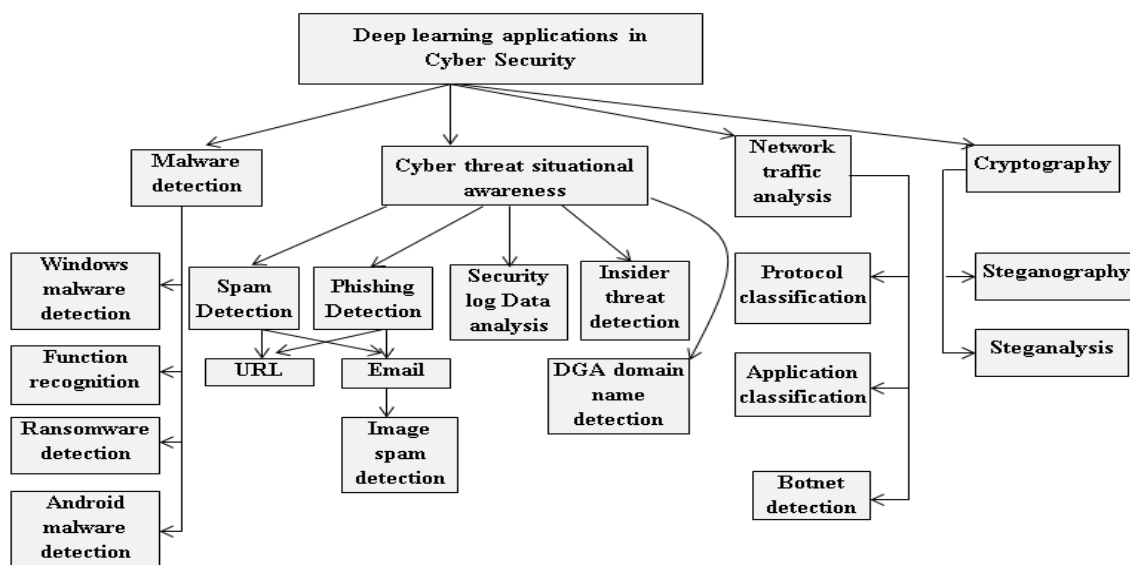 Deep learning applications in
Cyber Security
Malware
detection
Cyber threat situational
awareness
Network
traffic
analysis
Cryptography
Windows
malware
detection
Function
recognition
Ransomware
detection
Android
malware
detection
Spam
Detection
Phishing
Detection
Security
log Data
analysis
Insider
threat
detection
URL
Email
DGA domain
name
detection
Image
spam
detection
Protocol
classification
Application
classification
Botnet
detection
Steganography
Steganalysis